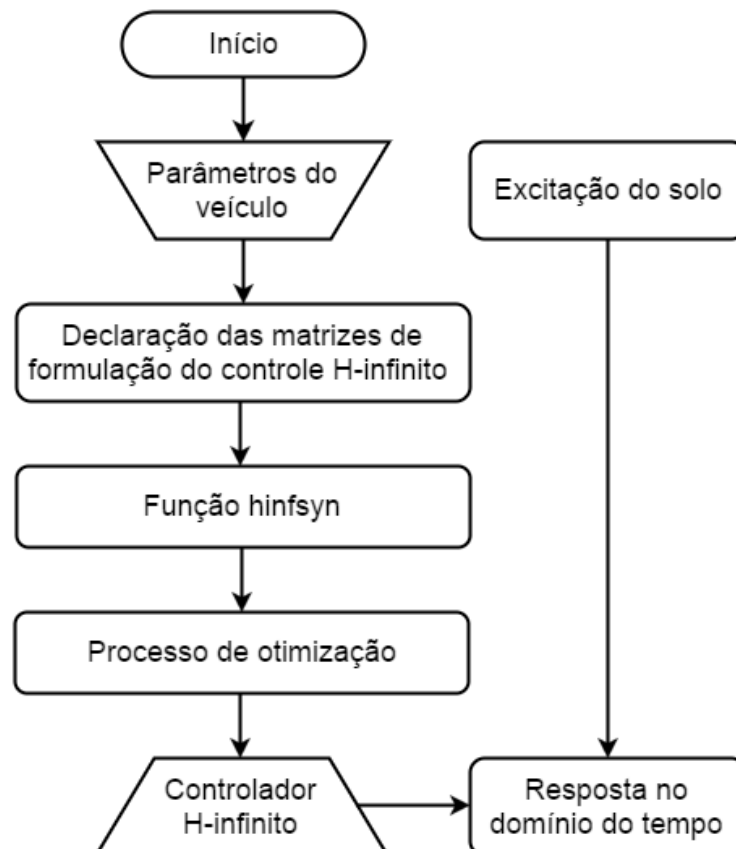 Início
Parâmetros do
veículo
Excitação do solo
Declaração das matrizes de
formulação do controle H-infinito
Função hinfsyn
Processo de otimização
Controlador
H-infinito
Resposta no
domínio do tempo